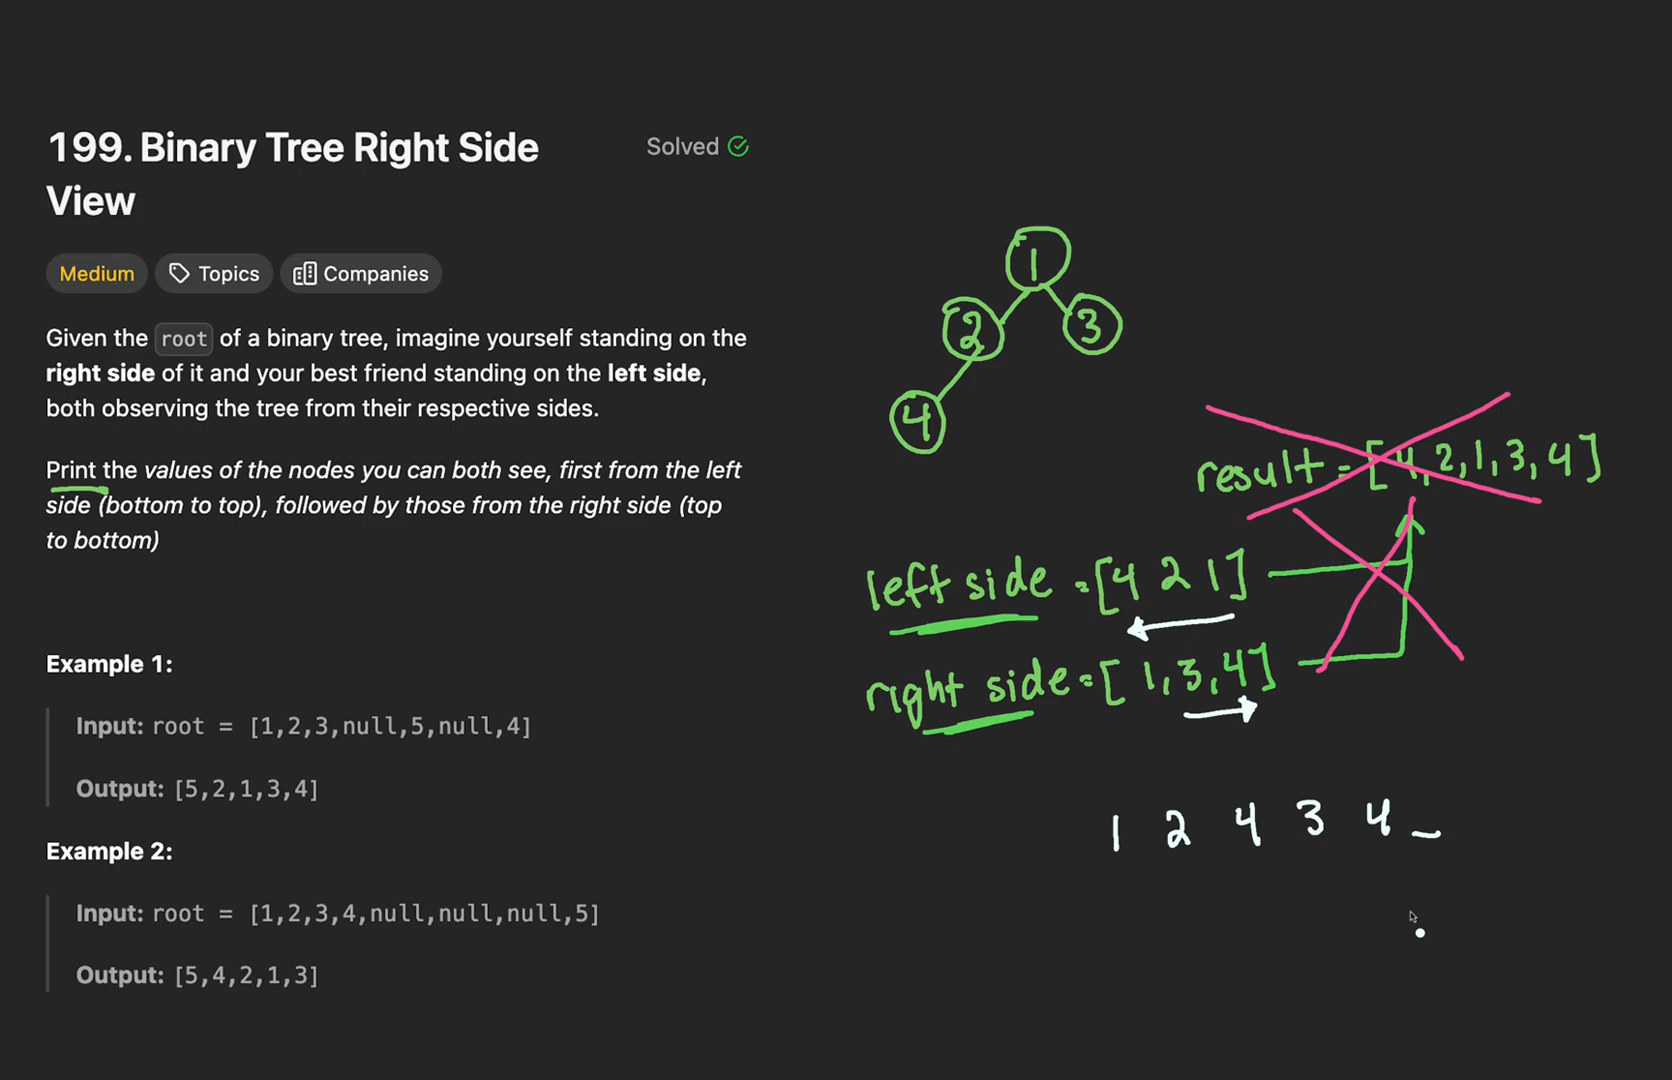 199. Binary Tree Right Side
View
Solved
Medium
Topics
Companies
Given the root of a binary tree, imagine yourself standing on the
right side of it and your best friend standing on the left side,
both observing the tree from their respective sides.
Print the values of the nodes you can both see, first from the left
side (bottom to top), followed by those from the right side (top
to bottom)
Example 1:
Input: root = [1,2,3,null,5,null,4]
Output: [5,2,1,3,4]
Example 2:
Input: root = [1,2,3,4,null,null,null,5]
Output: [5,4,2,1,3]
1
2
3
4
result = [4,2,1,3,4]
left side = [4 2 1]
right side = [1,3,4]
1 2 4 3 4 _